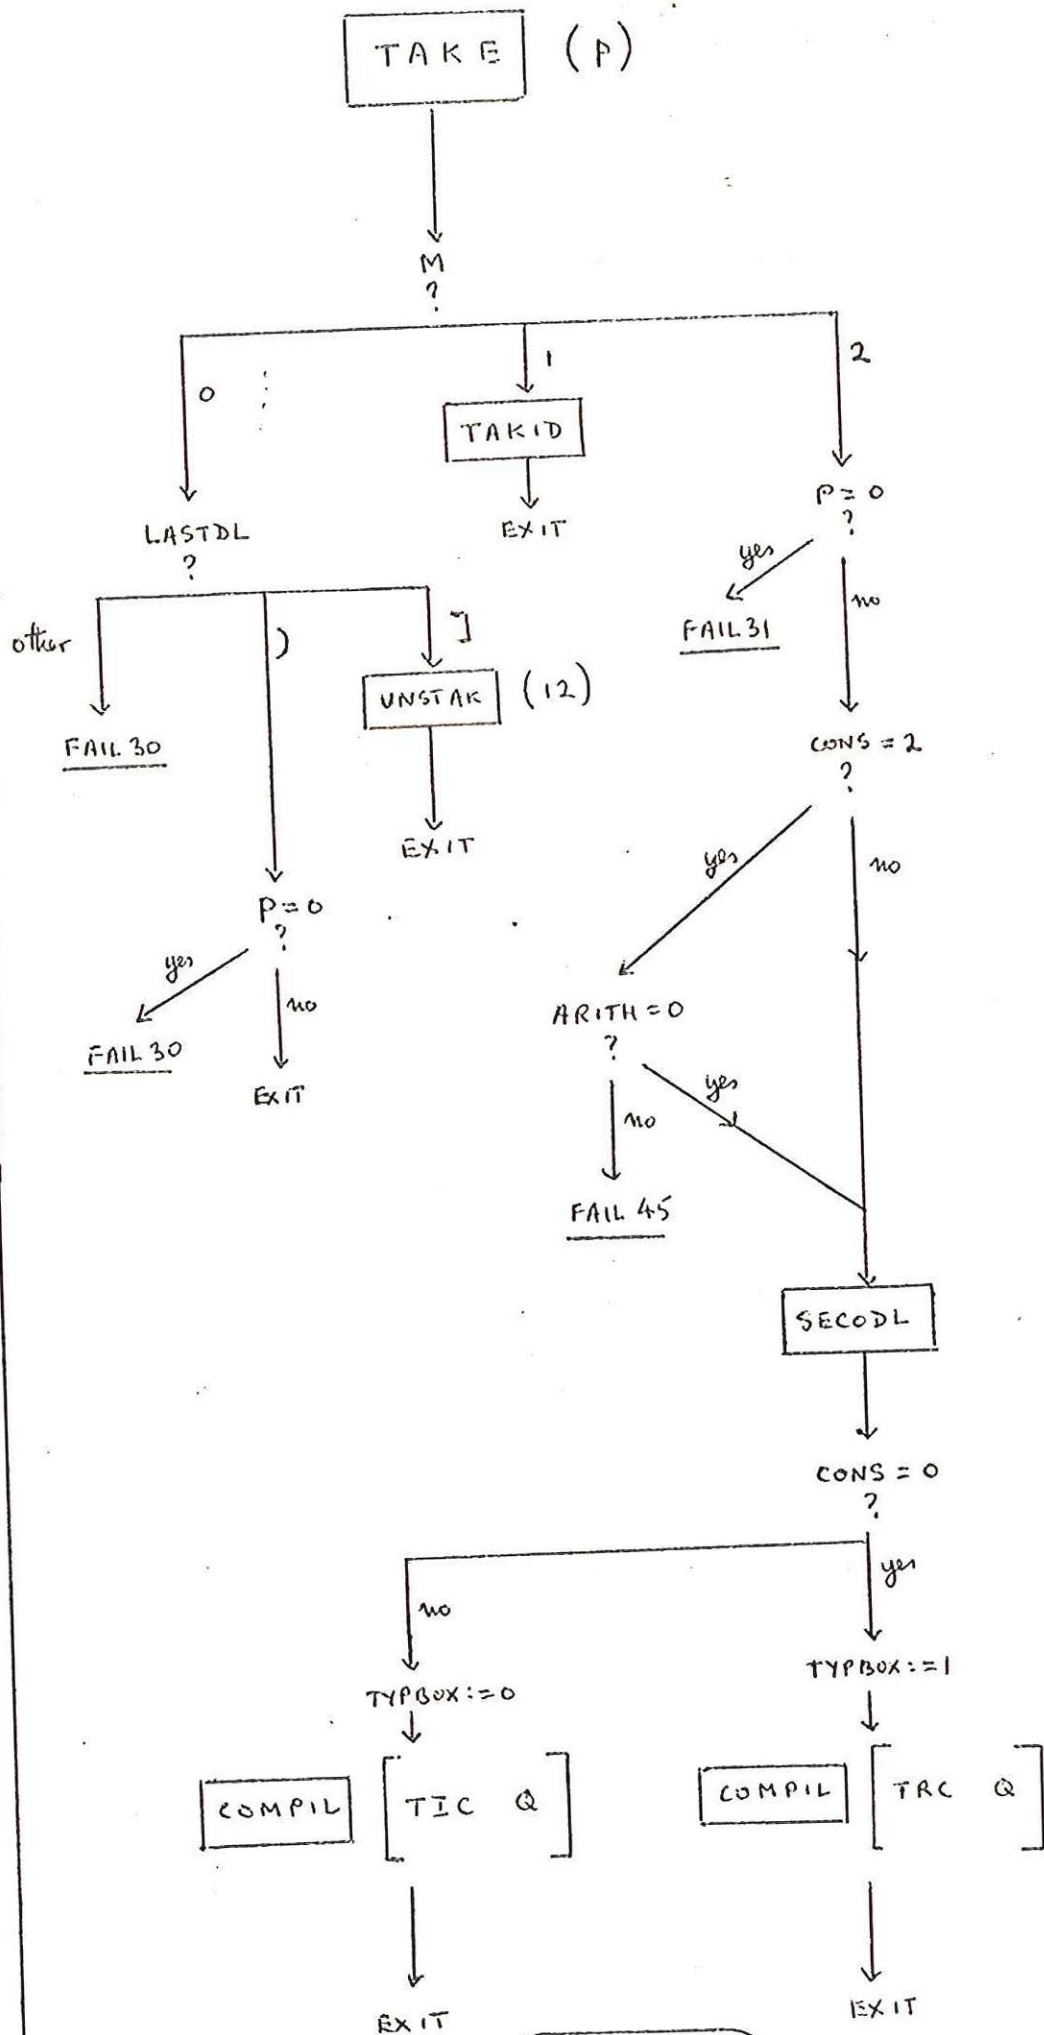 TAKE (P)
M
?
0
1
2
TAKID
EXIT
P = 0
?
yes
no
FAIL 31
LASTDL
?
other
)
]
FAIL 30
UNSTAK (12)
EXIT
CONS = 2
?
yes
no
P = 0
?
yes
no
FAIL 30
EXIT
ARITH = 0
?
yes
no
FAIL 45
SECODL
CONS = 0
?
no
yes
TYPBOX := 0
TYPBOX := 1
COMPIL [ TIC Q ]
COMPIL [ TRC Q ]
EXIT
EXIT